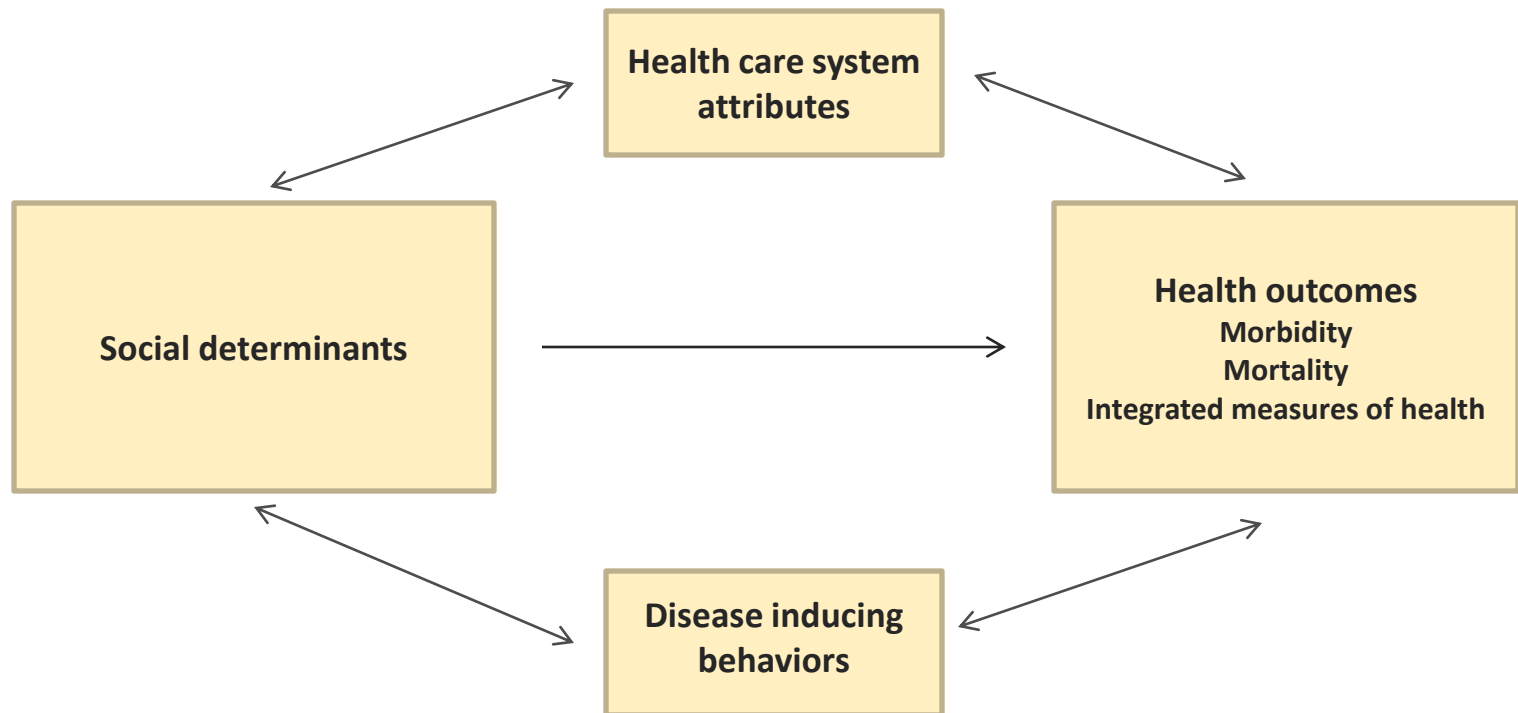 Health care system
attributes
Social determinants
Health outcomes
Morbidity
Mortality
Integrated measures of health
Disease inducing
behaviors